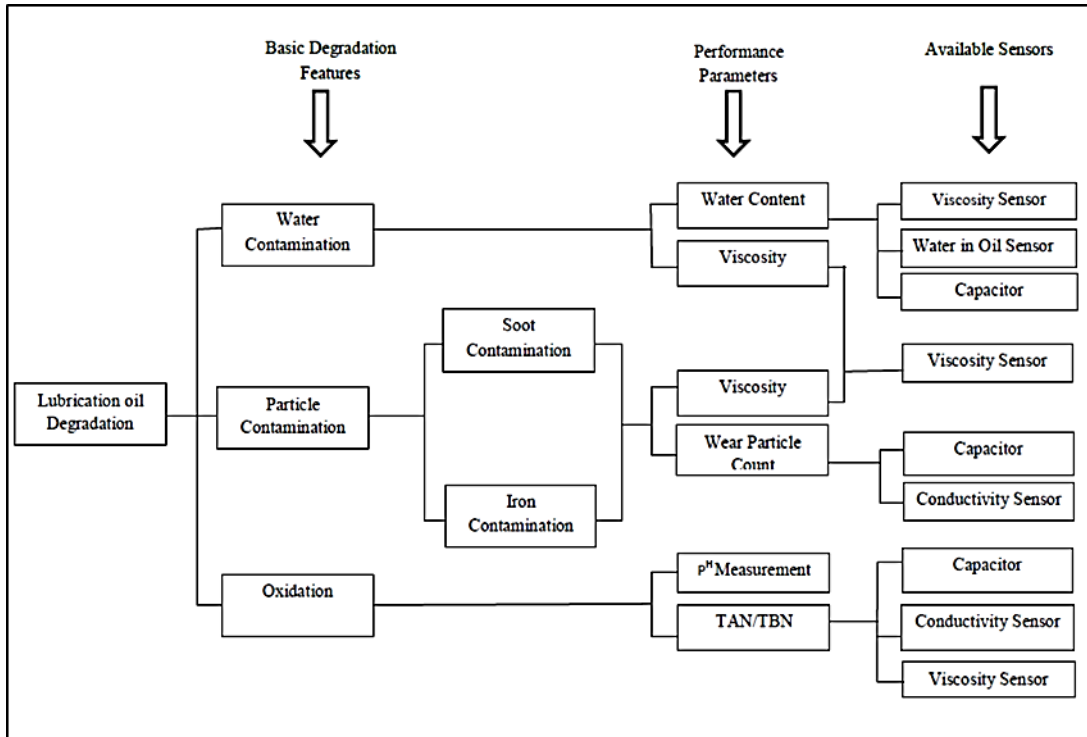 Basic Degradation
Features
Performance
Parameters
Available Sensors
Water
Contamination
Water Content
Viscosity
Viscosity Sensor
Water in Oil Sensor
Capacitor
Soot
Contamination
Viscosity Sensor
Lubrication oil
Degradation
Particle
Contamination
Viscosity
Wear Particle
Count
Capacitor
Conductivity Sensor
Iron
Contamination
Oxidation
PᴴMeasurement
TAN/TBN
Capacitor
Conductivity Sensor
Viscosity Sensor